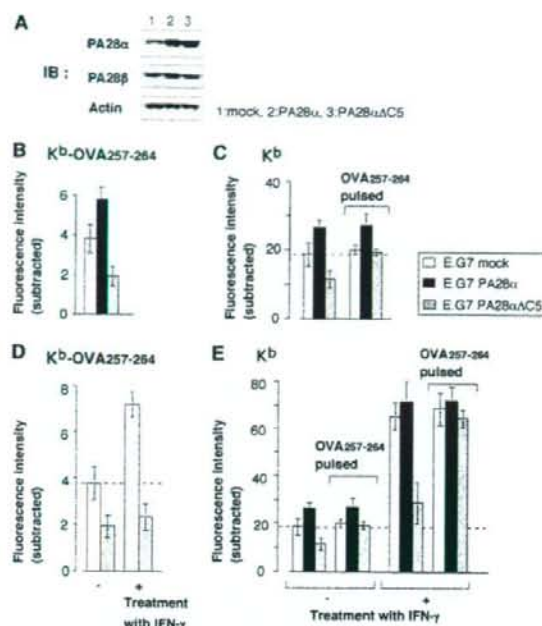 A
1 2 3
PA28α
IB : PA28β
Actin
1:mock, 2:PA28α, 3:PA28αΔC5
B
Kb-OVA257-264
Fluorescence intensity
(subtracted)
6
4
2
0
C
Kb
OVA257-264
pulsed
Fluorescence intensity
(subtracted)
40
20
0
E.G7 mock
E.G7 PA28α
E.G7 PA28αΔC5
D
Kb-OVA257-264
Fluorescence intensity
(subtracted)
8
6
4
2
0
- +
Treatment
with IFN-γ
E
Kb
OVA257-264
pulsed
OVA257-264
pulsed
Fluorescence intensity
(subtracted)
80
60
40
20
0
- +
Treatment with IFN-γ